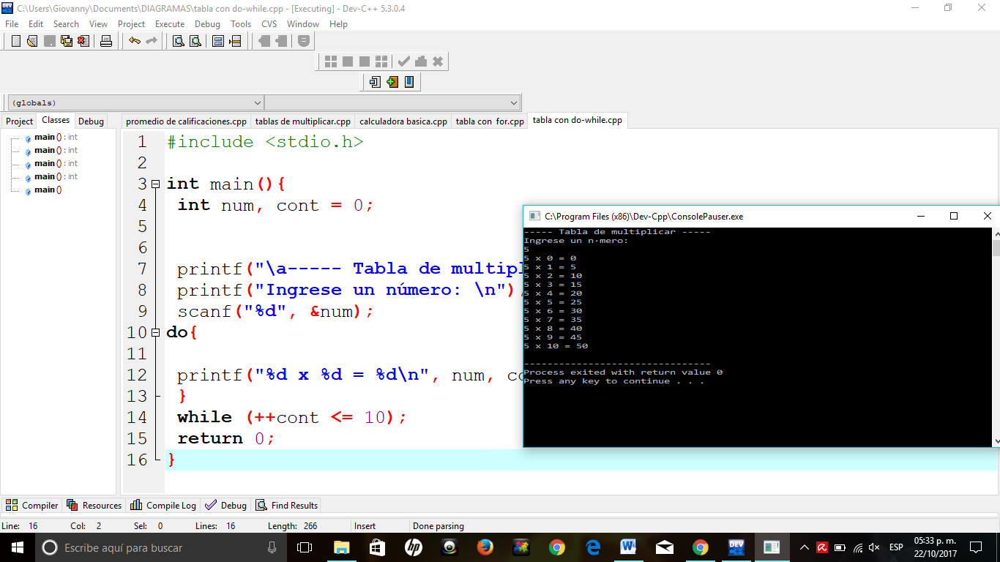 C:\Users\Giovanny\Documents\DIAGRAMAS\tabla con do-while.cpp - [Executing] - Dev-C++ 5.3.0.4
File Edit Search View Project Execute Debug Tools CVS Window Help
(globals)
Project Classes Debug
promedio de calificaciones.cpp tablas de multiplicar.cpp calculadora basica.cpp tabla con for.cpp tabla con do-while.cpp
main () : int
main () : int
main () : int
main () : int
main ()
1 #include <stdio.h>
2
3 int main(){
4 int num, cont = 0;
5
6
7 printf("\a----- Tabla de multipl
8 printf("Ingrese un número: \n")
9 scanf("%d", &num);
10 do{
11
12 printf("%d x %d = %d\n", num, co
13 }
14 while (++cont <= 10);
15 return 0;
16 }
C:\Program Files (x86)\Dev-Cpp\ConsolePauser.exe
----- Tabla de multiplicar -----
Ingrese un n·mero:
5
5 x 0 = 0
5 x 1 = 5
5 x 2 = 10
5 x 3 = 15
5 x 4 = 20
5 x 5 = 25
5 x 6 = 30
5 x 7 = 35
5 x 8 = 40
5 x 9 = 45
5 x 10 = 50
--------------------------------
Process exited with return value 0
Press any key to continue . . .
Compiler Resources Compile Log Debug Find Results
Line: 16 Col: 2 Sel: 0 Lines: 16 Length: 266 Insert Done parsing
Escribe aquí para buscar
ESP
05:33 p. m.
22/10/2017